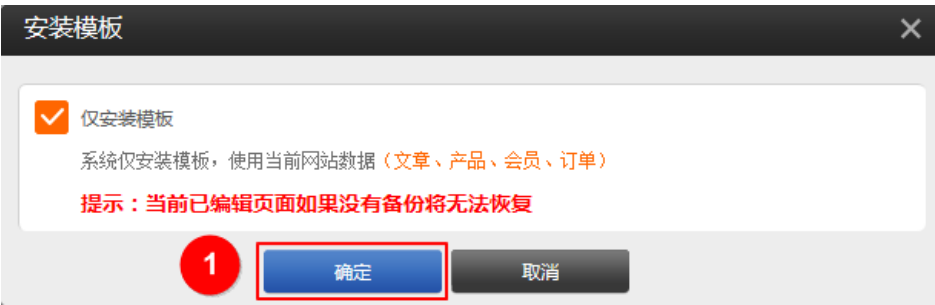 安装模板
仅安装模板
系统仅安装模板，使用当前网站数据（文章、产品、会员、订单）
提示：当前已编辑页面如果没有备份将无法恢复
1 确定 取消